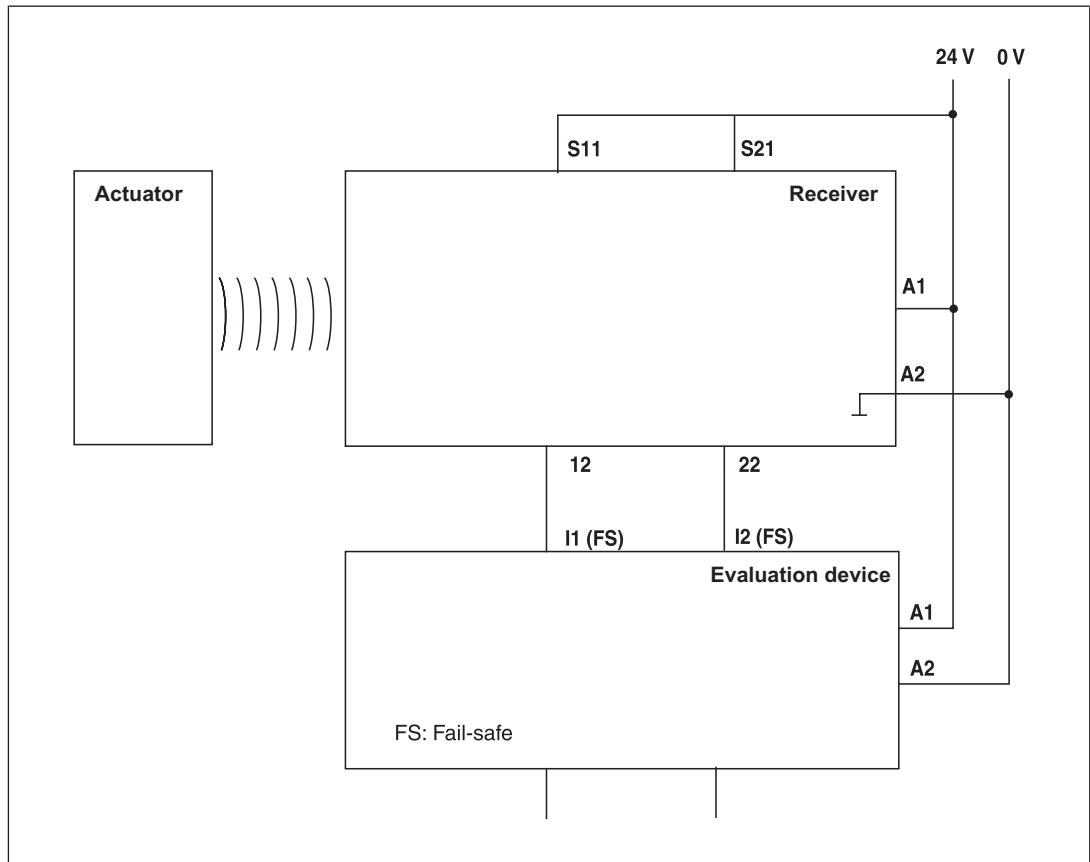 24 V 0 V
S11 S21
Actuator
Receiver
A1
A2
12 22
I1 (FS) I2 (FS)
Evaluation device
A1
A2
FS: Fail-safe